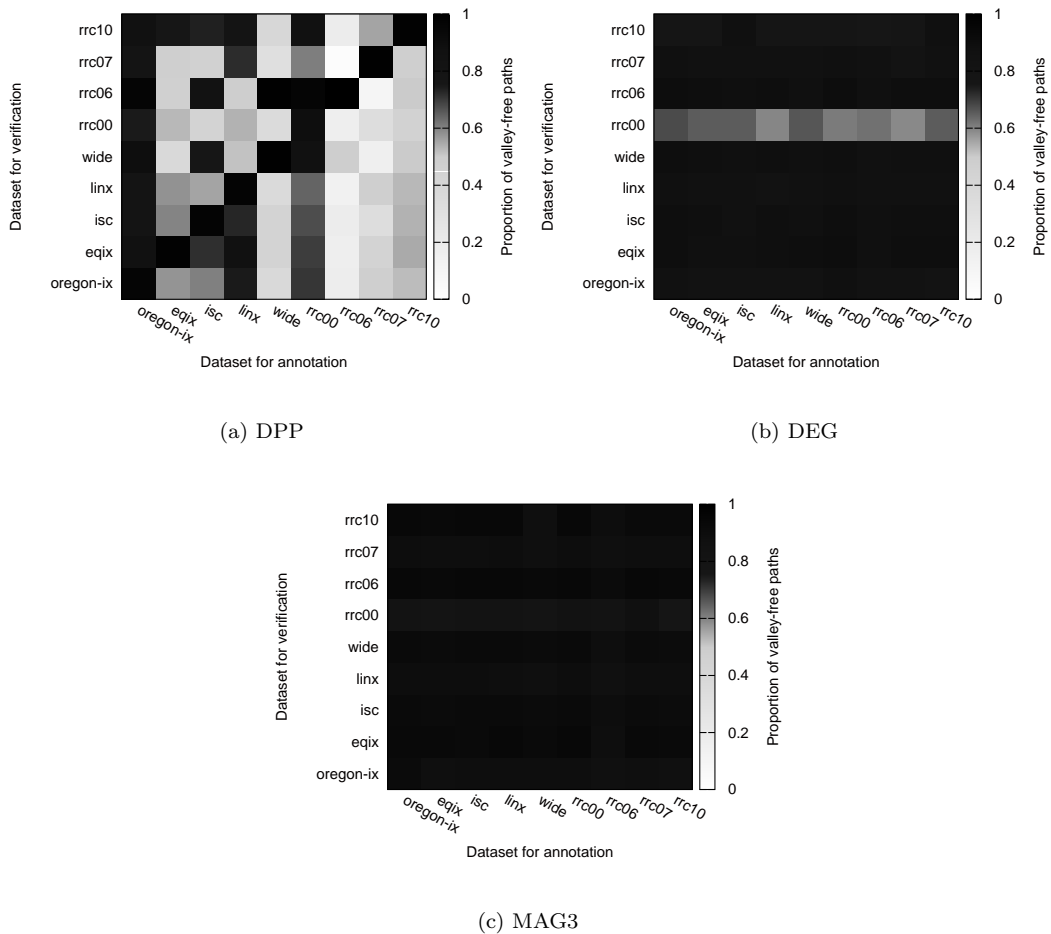 rrc10
rrc07
rrc06
rrc00
wide
linx
isc
eqix
oregon-ix
Dataset for verification
oregon-ix
eqix
isc
linx
wide
rrc00
rrc06
rrc07
rrc10
Dataset for annotation
1
0.8
0.6
0.4
0.2
0
Proportion of valley-free paths
(a) DPP
rrc10
rrc07
rrc06
rrc00
wide
linx
isc
eqix
oregon-ix
Dataset for verification
oregon-ix
eqix
isc
linx
wide
rrc00
rrc06
rrc07
rrc10
Dataset for annotation
1
0.8
0.6
0.4
0.2
0
Proportion of valley-free paths
(b) DEG
rrc10
rrc07
rrc06
rrc00
wide
linx
isc
eqix
oregon-ix
Dataset for verification
oregon-ix
eqix
isc
linx
wide
rrc00
rrc06
rrc07
rrc10
Dataset for annotation
1
0.8
0.6
0.4
0.2
0
Proportion of valley-free paths
(c) MAG3